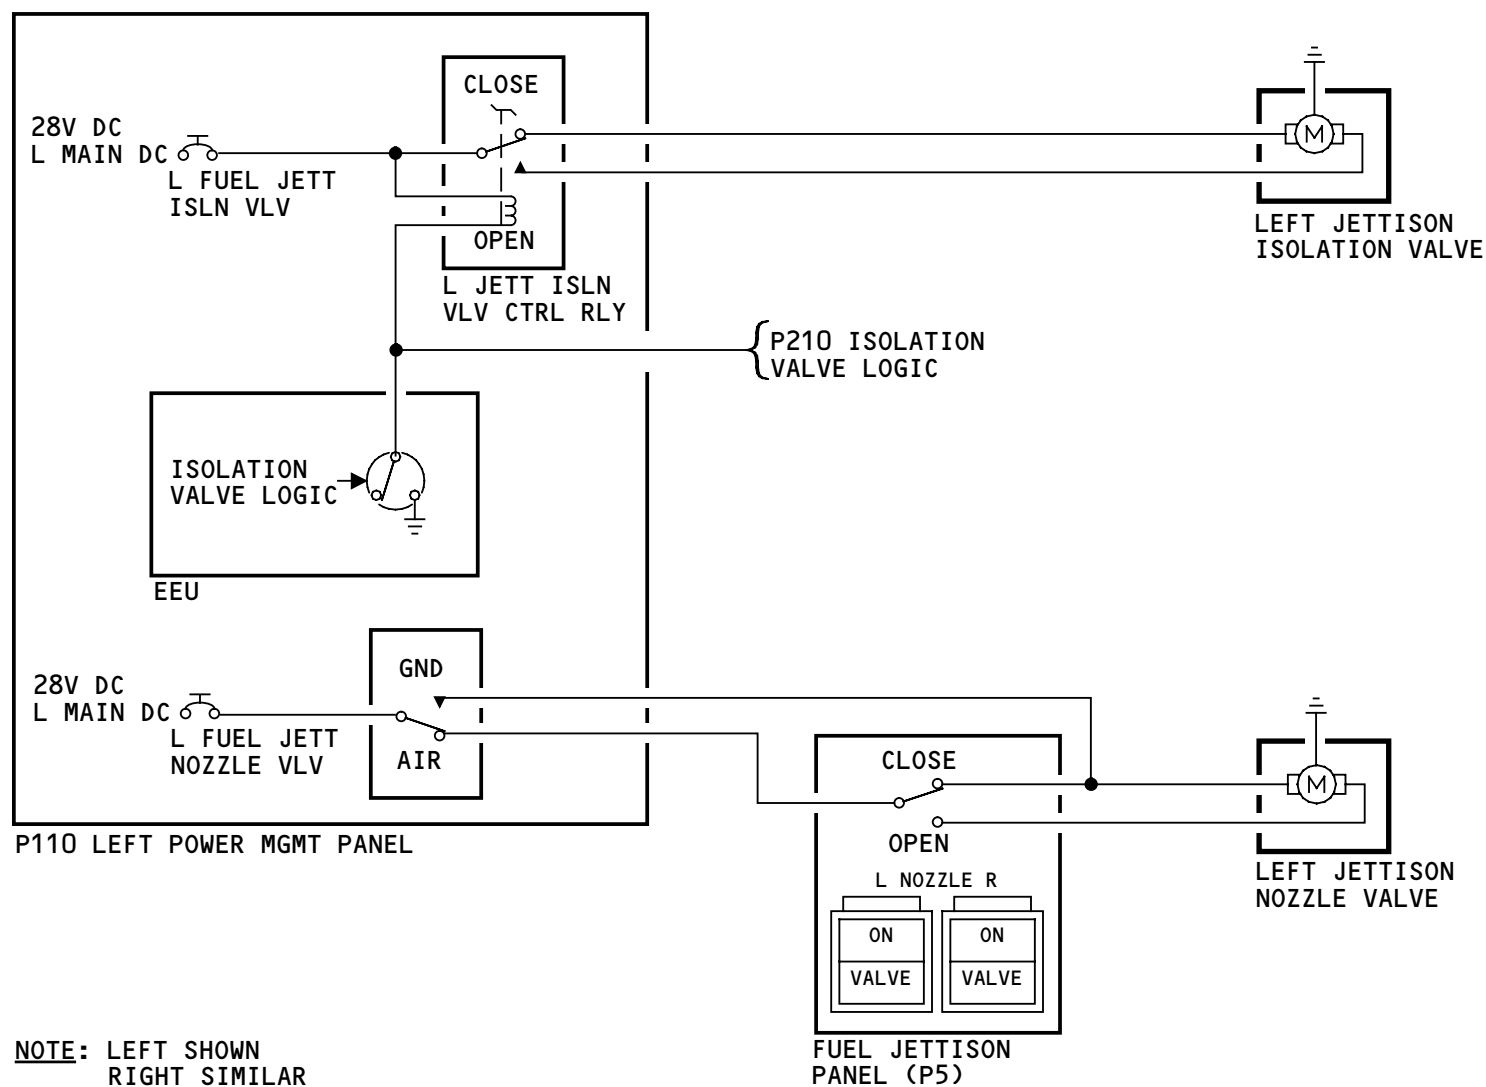 CLOSE
28V DC
L MAIN DC
L FUEL JETT
ISLN VLV
OPEN
L JETT ISLN
VLV CTRL RLY
M
LEFT JETTISON
ISOLATION VALVE
P210 ISOLATION
VALVE LOGIC
ISOLATION
VALVE LOGIC
EEU
GND
28V DC
L MAIN DC
L FUEL JETT
NOZZLE VLV
AIR
P110 LEFT POWER MGMT PANEL
CLOSE
OPEN
L NOZZLE R
ON
VALVE
ON
VALVE
FUEL JETTISON
PANEL (P5)
M
LEFT JETTISON
NOZZLE VALVE
NOTE: LEFT SHOWN
RIGHT SIMILAR